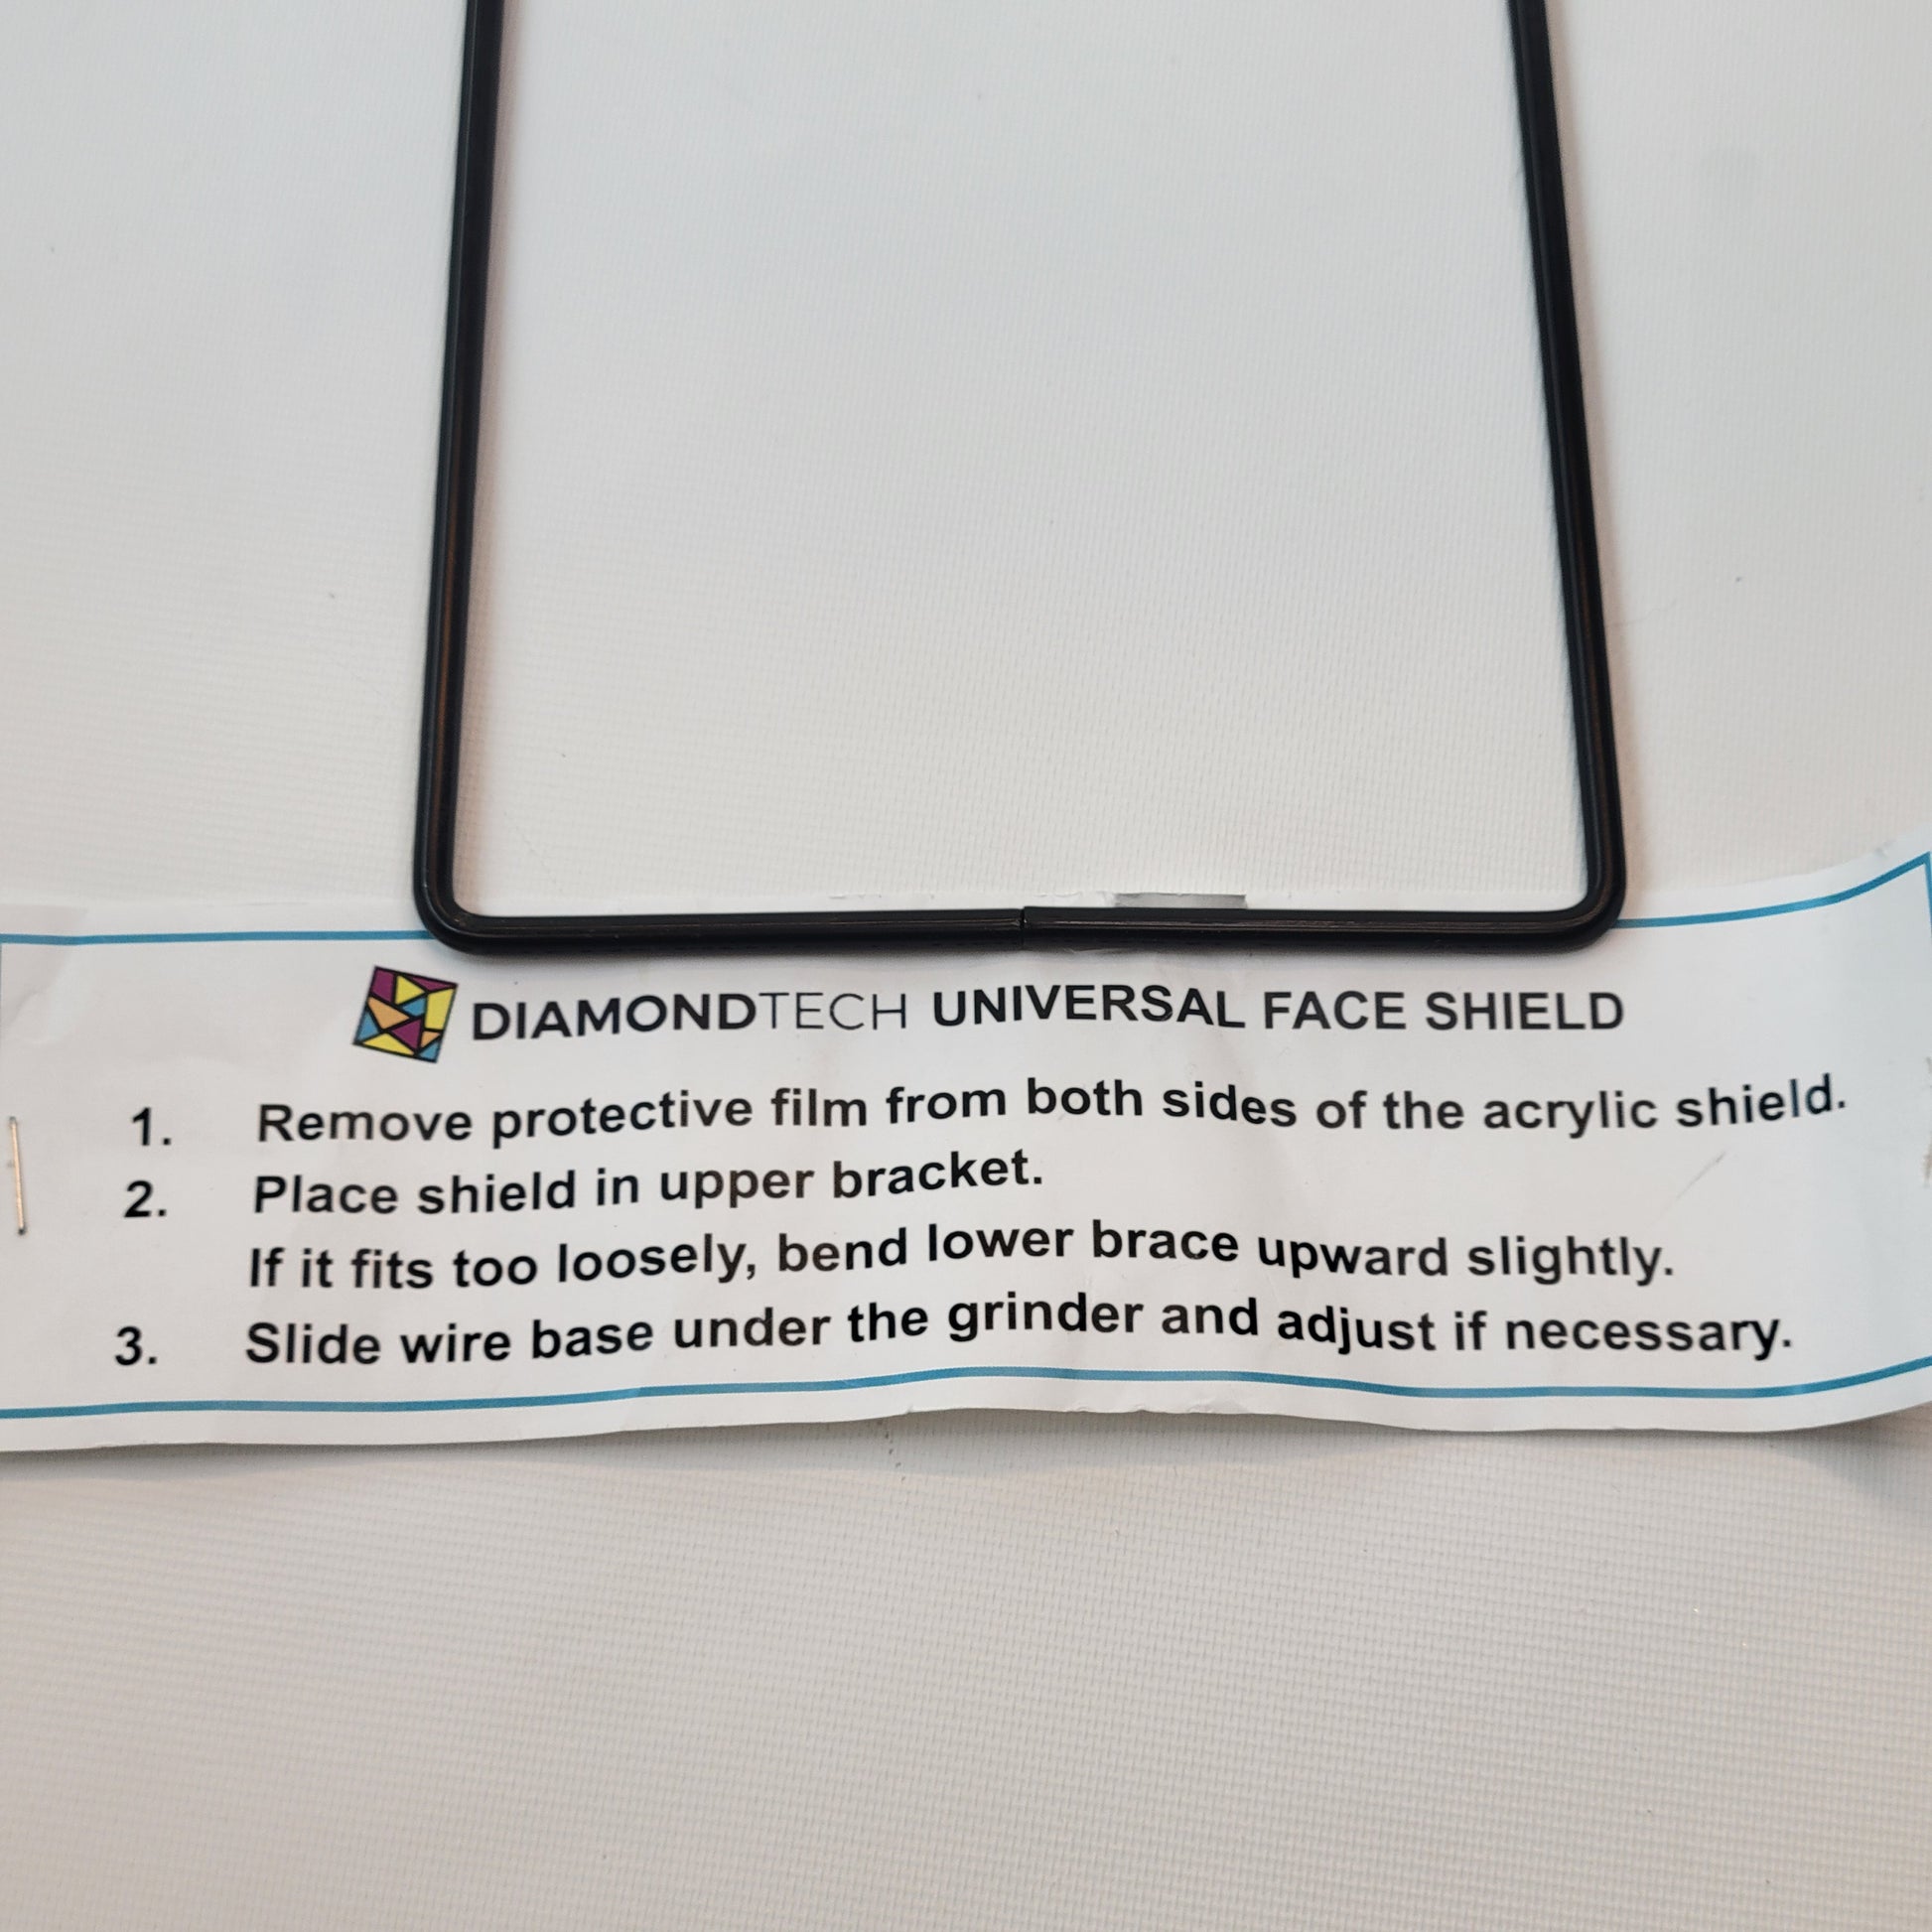 DIAMONDTECH UNIVERSAL FACE SHIELD
1. Remove protective film from both sides of the acrylic shield.
2. Place shield in upper bracket.
If it fits too loosely, bend lower brace upward slightly.
3. Slide wire base under the grinder and adjust if necessary.